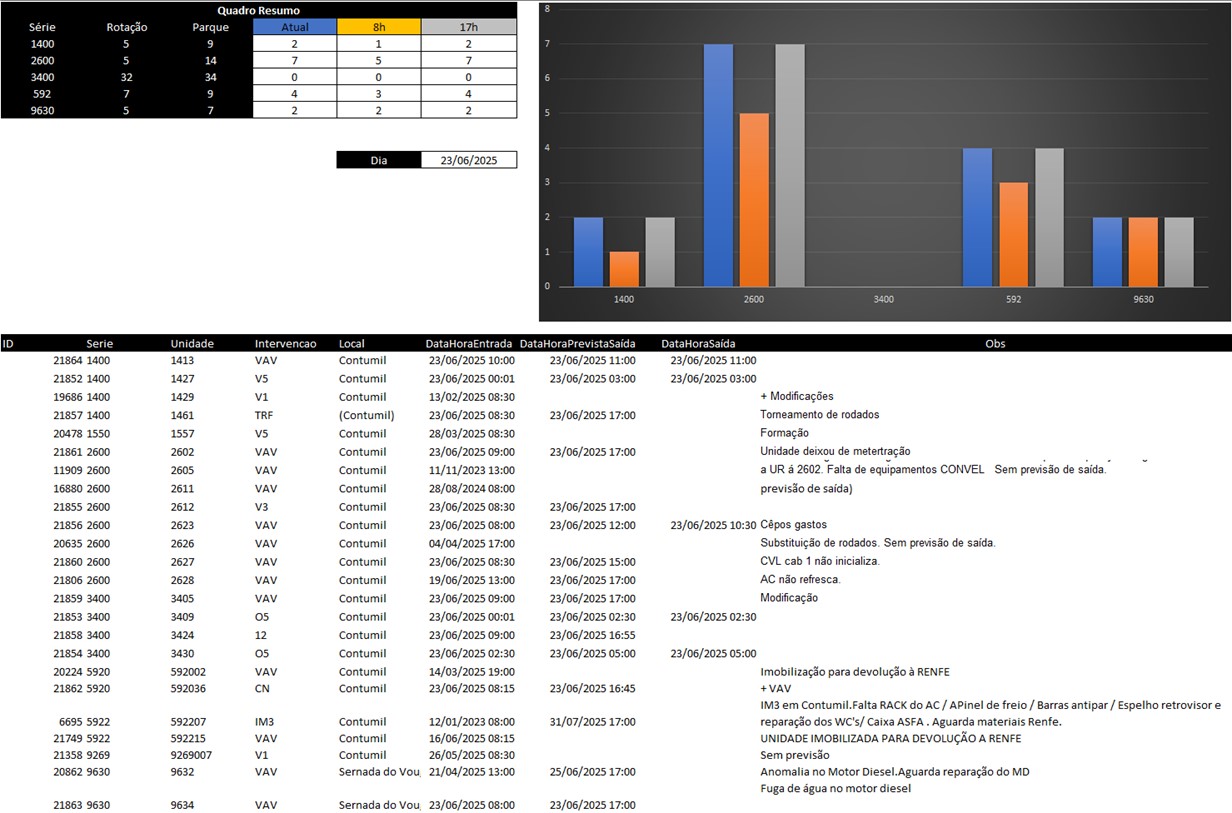 Quadro Resumo
Série Rotação Parque Atual 8h 17h
1400 5 9 2 1 2
2600 5 14 7 5 7
3400 32 34 0 0 0
592 7 9 4 3 4
9630 5 7 2 2 2
Dia 23/06/2025
8
7
6
5
4
3
2
1
0
1400 2600 3400 592 9630
ID Serie Unidade Intervencao Local DataHoraEntrada DataHoraPrevistaSaída DataHoraSaída Obs
21864 1400 1413 VAV Contumil 23/06/2025 10:00 23/06/2025 11:00 23/06/2025 11:00
21852 1400 1427 V5 Contumil 23/06/2025 00:01 23/06/2025 03:00 23/06/2025 03:00
19686 1400 1429 V1 Contumil 13/02/2025 08:30 + Modificações
21857 1400 1461 TRF (Contumil) 23/06/2025 08:30 23/06/2025 17:00 Torneamento de rodados
20478 1550 1557 V5 Contumil 28/03/2025 08:30 Formação
21861 2600 2602 VAV Contumil 23/06/2025 09:00 23/06/2025 17:00 Unidade deixou de metertração
11909 2600 2605 VAV Contumil 11/11/2023 13:00 a UR á 2602. Falta de equipamentos CONVEL Sem previsão de saída.
16880 2600 2611 VAV Contumil 28/08/2024 08:00 previsão de saída)
21855 2600 2612 V3 Contumil 23/06/2025 08:30 23/06/2025 17:00
21856 2600 2623 VAV Contumil 23/06/2025 08:00 23/06/2025 12:00 23/06/2025 10:30 Cêpos gastos
20635 2600 2626 VAV Contumil 04/04/2025 17:00 Substituição de rodados. Sem previsão de saída.
21860 2600 2627 VAV Contumil 23/06/2025 08:30 23/06/2025 15:00 CVL cab 1 não inicializa.
21806 2600 2628 VAV Contumil 19/06/2025 13:00 23/06/2025 17:00 AC não refresca.
21859 3400 3405 VAV Contumil 23/06/2025 09:00 23/06/2025 17:00 Modificação
21853 3400 3409 O5 Contumil 23/06/2025 00:01 23/06/2025 02:30 23/06/2025 02:30
21858 3400 3424 12 Contumil 23/06/2025 09:00 23/06/2025 16:55
21854 3400 3430 O5 Contumil 23/06/2025 02:30 23/06/2025 05:00 23/06/2025 05:00
20224 5920 592002 VAV Contumil 14/03/2025 19:00 Imobilização para devolução à RENFE
21862 5920 592036 CN Contumil 23/06/2025 08:15 23/06/2025 16:45 + VAV
IM3 em Contumil.Falta RACK do AC / APinel de freio / Barras antipar / Espelho retrovisor e
6695 5922 592207 IM3 Contumil 12/01/2023 08:00 31/07/2025 17:00 reparação dos WC's/ Caixa ASFA . Aguarda materiais Renfe.
21749 5922 592215 VAV Contumil 16/06/2025 08:15 UNIDADE IMOBILIZADA PARA DEVOLUÇÃO A RENFE
21358 9269 9269007 V1 Contumil 26/05/2025 08:30 Sem previsão
20862 9630 9632 VAV Sernada do Vou 21/04/2025 13:00 25/06/2025 17:00 Anomalia no Motor Diesel.Aguarda reparação do MD
Fuga de água no motor diesel
21863 9630 9634 VAV Sernada do Vou 23/06/2025 08:00 23/06/2025 17:00